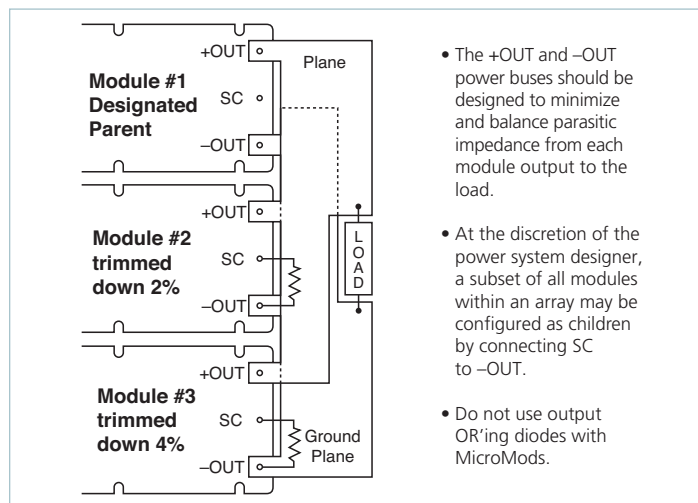 +OUT
Plane
Module #1
Designated
Parent
SC
–OUT
+OUT
Module #2
trimmed
down 2%
SC
–OUT
LOAD
+OUT
Module #3
trimmed
down 4%
SC
Ground
Plane
–OUT
• The +OUT and –OUT
power buses should be
designed to minimize
and balance parasitic
impedance from each
module output to the
load.
• At the discretion of the
power system designer,
a subset of all modules
within an array may be
configured as children
by connecting SC
to –OUT.
• Do not use output
OR'ing diodes with
MicroMods.